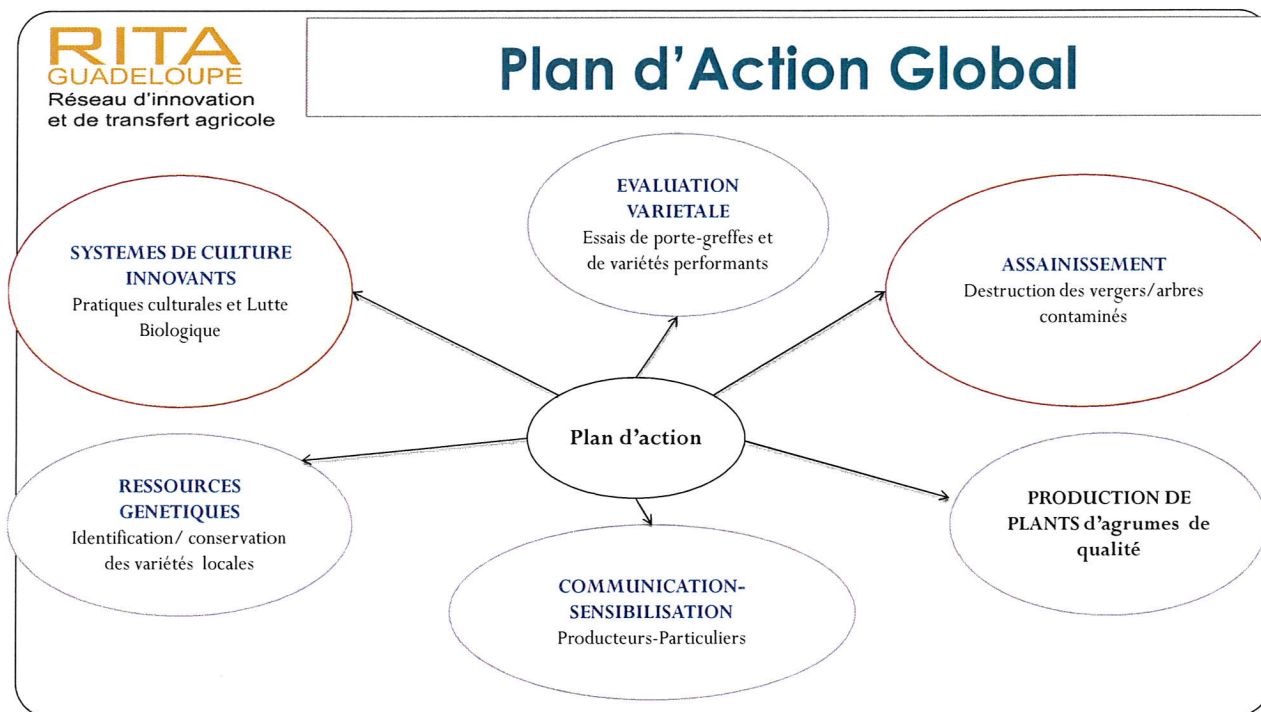 RITA
GUADELOUPE
Réseau d'innovation
et de transfert agricole
Plan d'Action Global
EVALUATION
VARIETALE
Essais de porte-greffes et
de variétés performants
SYSTEMES DE CULTURE
INNOVANTS
Pratiques culturales et Lutte
Biologique
ASSAINISSEMENT
Destruction des vergers/arbres
contaminés
Plan d'action
RESSOURCES
GENETIQUES
Identification/ conservation
des variétés locales
PRODUCTION DE
PLANTS d'agrumes de
qualité
COMMUNICATION-
SENSIBILISATION
Producteurs-Particuliers